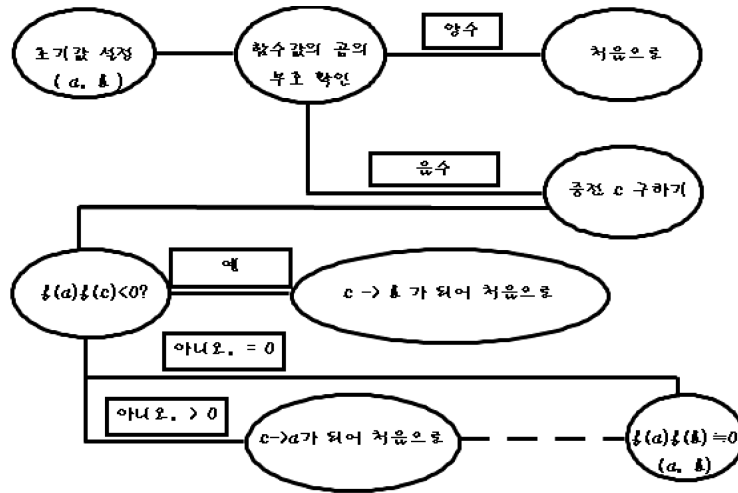 초기값 설정
( a, b )
함수값의 곱의
부호 확인
양수
처음으로
음수
중점 c 구하기
f(a)f(c)<0?
예
c -> b 가 되어 처음으로
아니오. = 0
아니오. > 0
c->a가 되어 처음으로
f(a)f(b)≒0
(a, b)